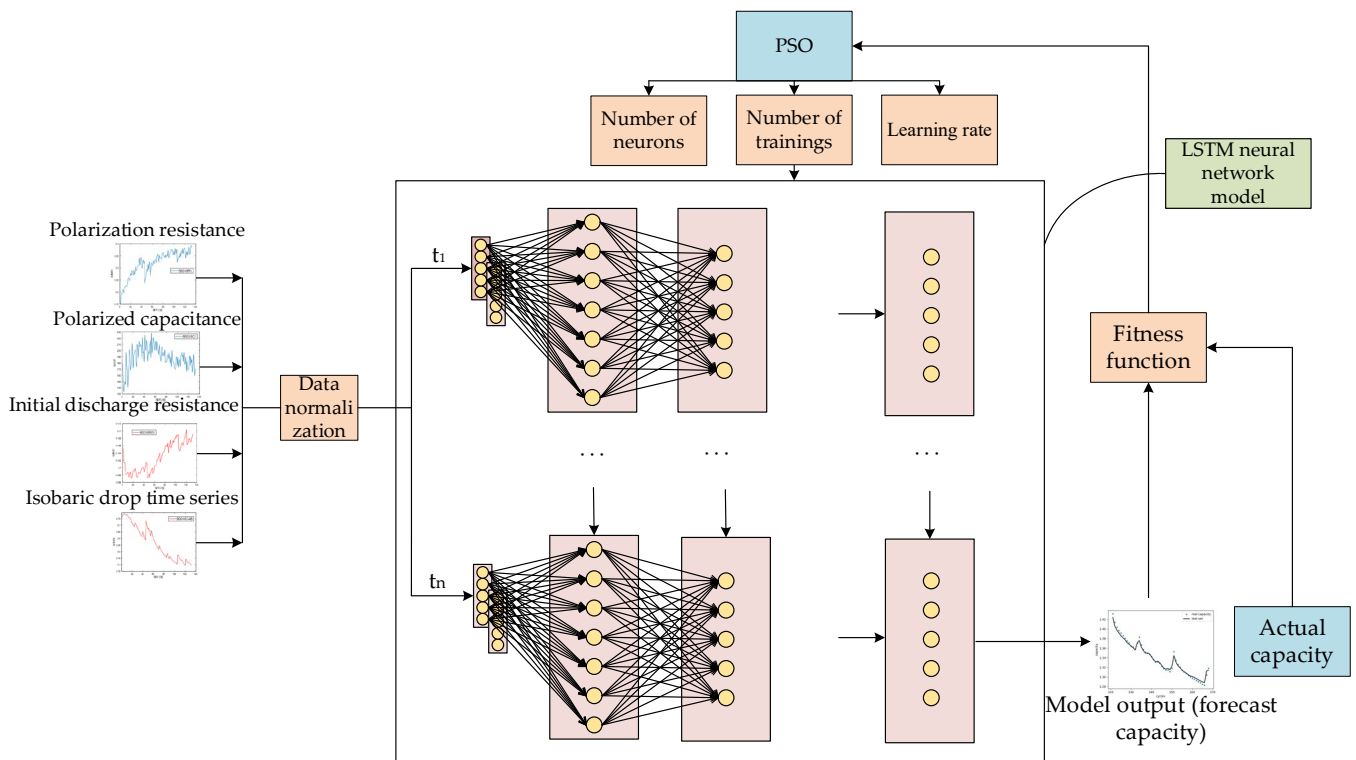 PSO
Number of
neurons
Number of
trainings
Learning rate
LSTM neural
network
model
Polarization resistance
Polarized capacitance
Initial discharge resistance
Isobaric drop time series
Data
normali
zation
t1
tn
...
...
...
Fitness
function
Actual
capacity
Model output (forecast
capacity)